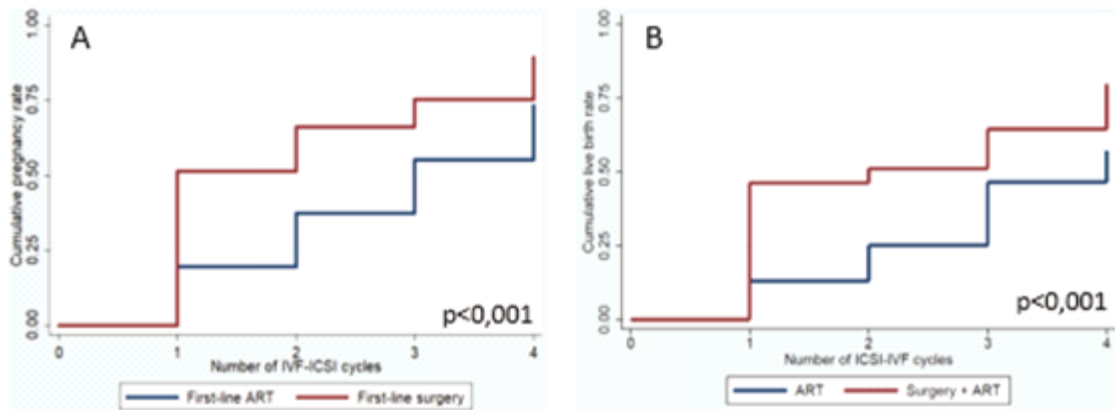 A
Cumulative pregnancy rate
1.00
0.75
0.50
0.25
0.00
p<0,001
0 1 2 3 4
Number of IVF-ICSI cycles
First-line ART First-line surgery
B
Cumulative live birth rate
1.00
0.75
0.50
0.25
0.00
p<0,001
0 1 2 3 4
Number of ICSI-IVF cycles
ART Surgery + ART